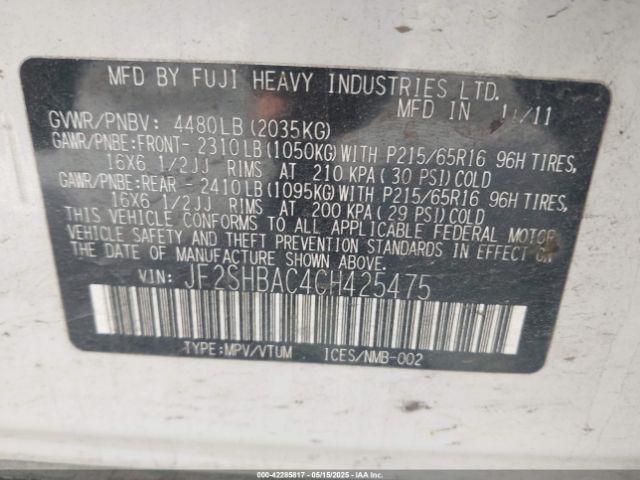 MFD BY FUJI HEAVY INDUSTRIES LTD.
MFD IN 11/11
GVWR/PNBV: 4480LB (2035KG)
GAWR/PNBE:FRONT- 2310LB(1050KG)WITH P215/65R16 96H TIRES,
16X6 1/2JJ RIMS AT 210 KPA(30 PSI)COLD
GAWR/PNBE:REAR - 2410LB(1095KG)WITH P215/65R16 96H TIRES,
16X6 1/2JJ RIMS AT 200 KPA(29 PSI)COLD
THIS VEHICLE CONFORMS TO ALL APPLICABLE FEDERAL MOTOR
VEHICLE SAFETY AND THEFT PREVENTION STANDARDS IN EFFECT ON
THE DATE OF MANUFACTURE SHOWN ABOVE.
VIN: JF2SHBAC4CH425475
TYPE:MPV/VTUM ICES/NMB-002
000-42285817 - 05/15/2025 - IAAI.com